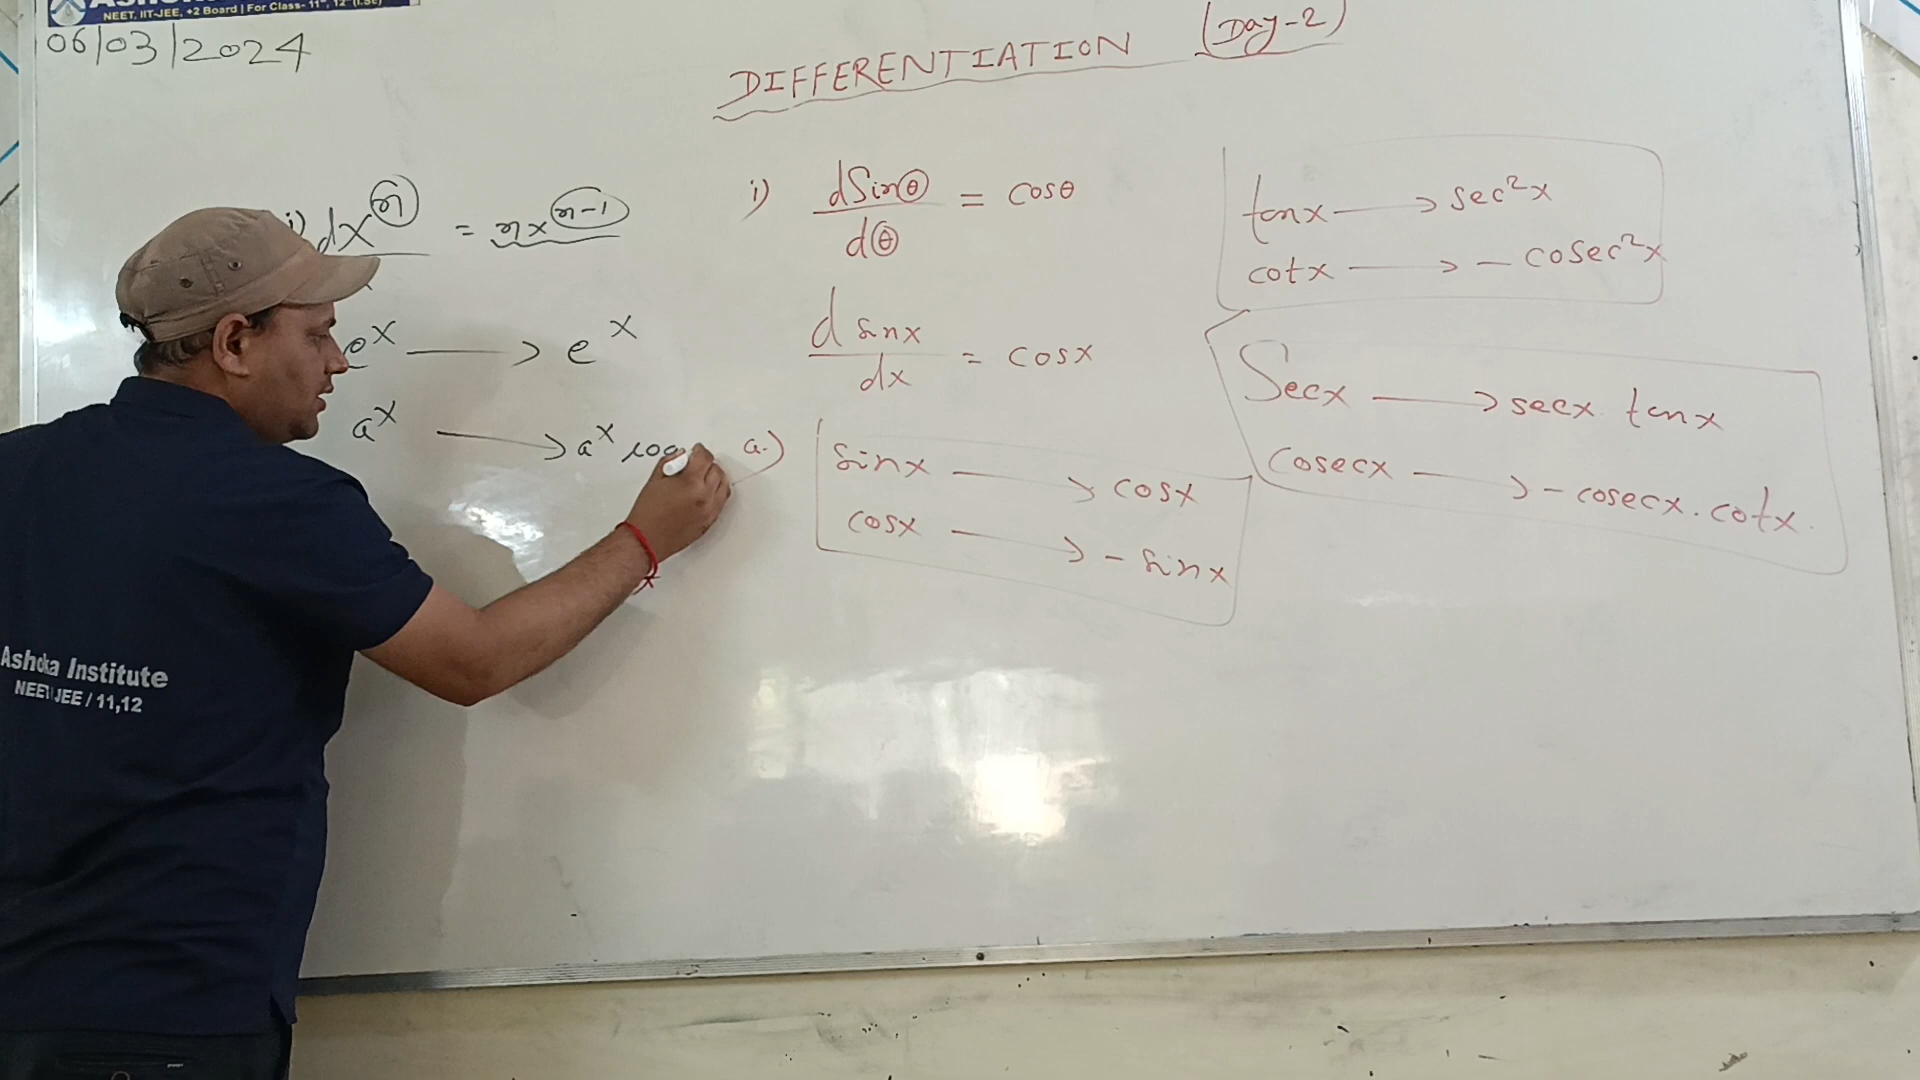 NEET, IIT-JEE, +2 Board | For Class- 11th, 12th (I.Sc)
06/03/2024
DIFFERENTIATION (Day-2)
i) dx^n = nx^(n-1)
e^x → e^x
a^x → a^x log
i) dSinθ/dθ = cosθ
d sinx/dx = cosx
a.) sinx → cosx
cosx → - sinx
tanx → sec²x
cotx → - cosec²x
Secx → secx. tanx
Cosecx → - cosecx. cotx.
Ashoka Institute
NEET/JEE / 11,12